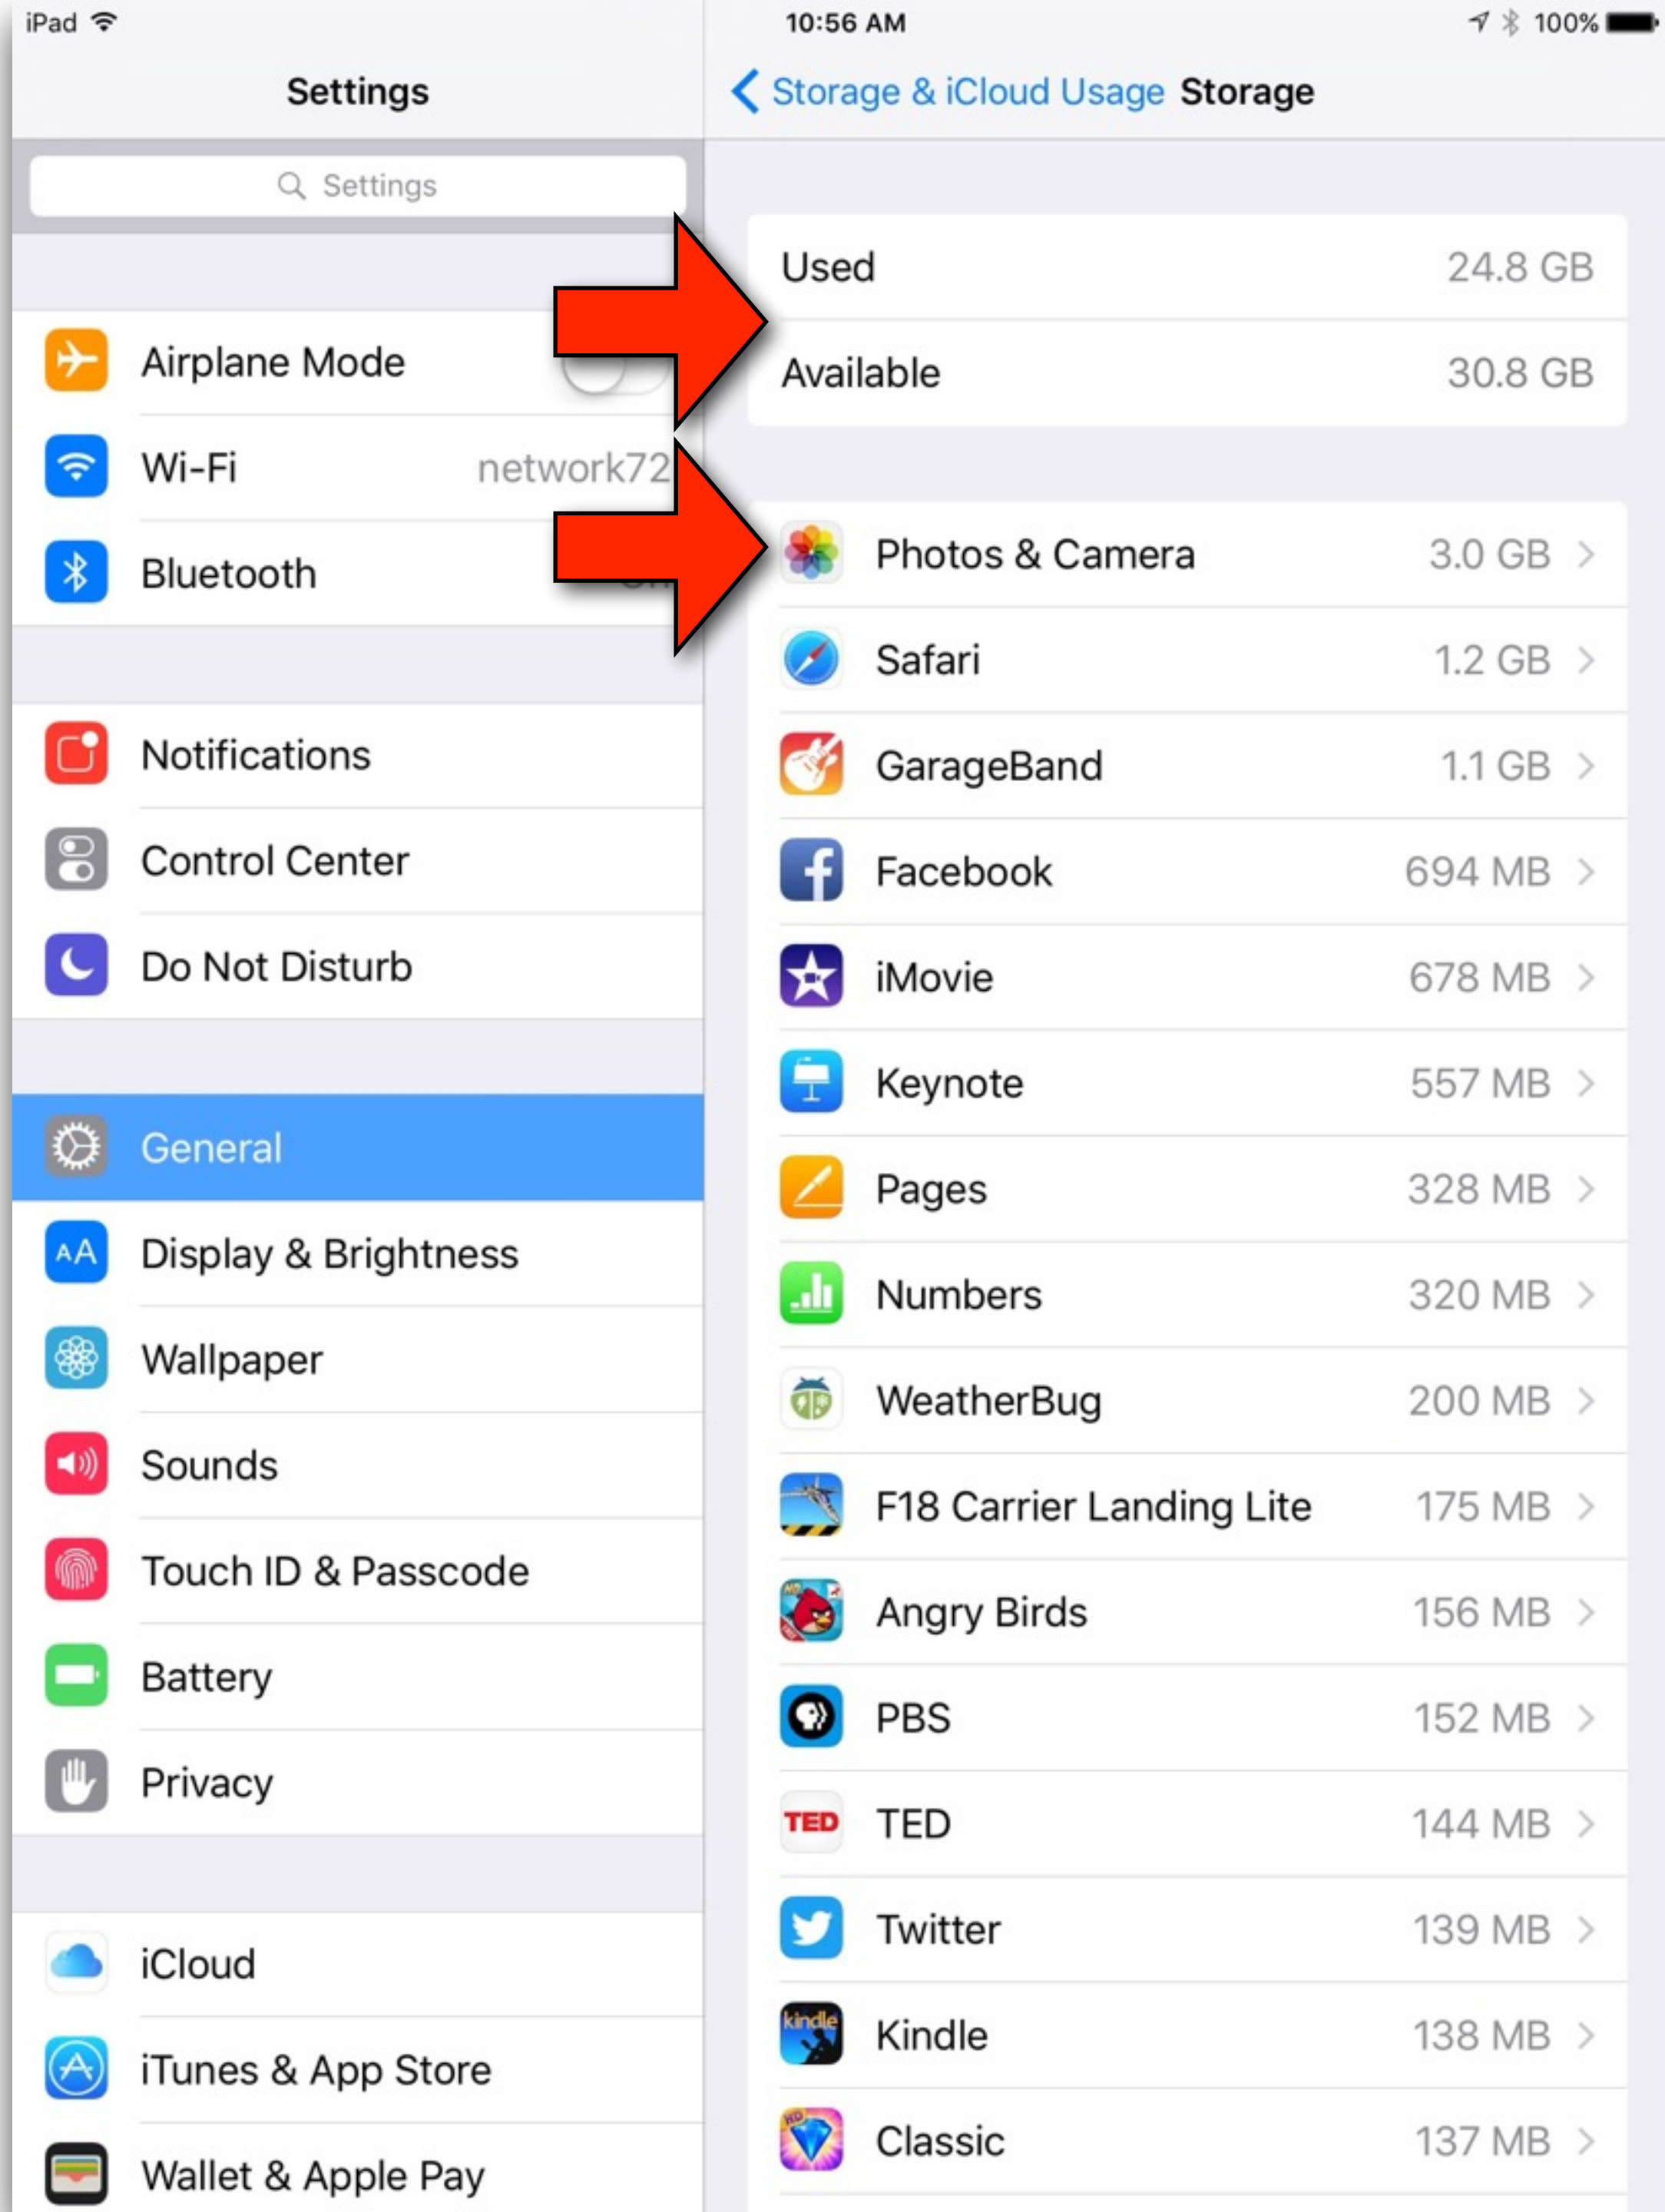 iPad
10:56 AM
100%
Settings
Storage & iCloud Usage Storage
Settings
Airplane Mode
Wi-Fi network72
Bluetooth
Notifications
Control Center
Do Not Disturb
General
AA Display & Brightness
Wallpaper
Sounds
Touch ID & Passcode
Battery
Privacy
iCloud
iTunes & App Store
Wallet & Apple Pay
Used 24.8 GB
Available 30.8 GB
Photos & Camera 3.0 GB
Safari 1.2 GB
GarageBand 1.1 GB
Facebook 694 MB
iMovie 678 MB
Keynote 557 MB
Pages 328 MB
Numbers 320 MB
WeatherBug 200 MB
F18 Carrier Landing Lite 175 MB
HD FREE Angry Birds 156 MB
PBS 152 MB
TED TED 144 MB
Twitter 139 MB
kindle Kindle 138 MB
HD Classic 137 MB